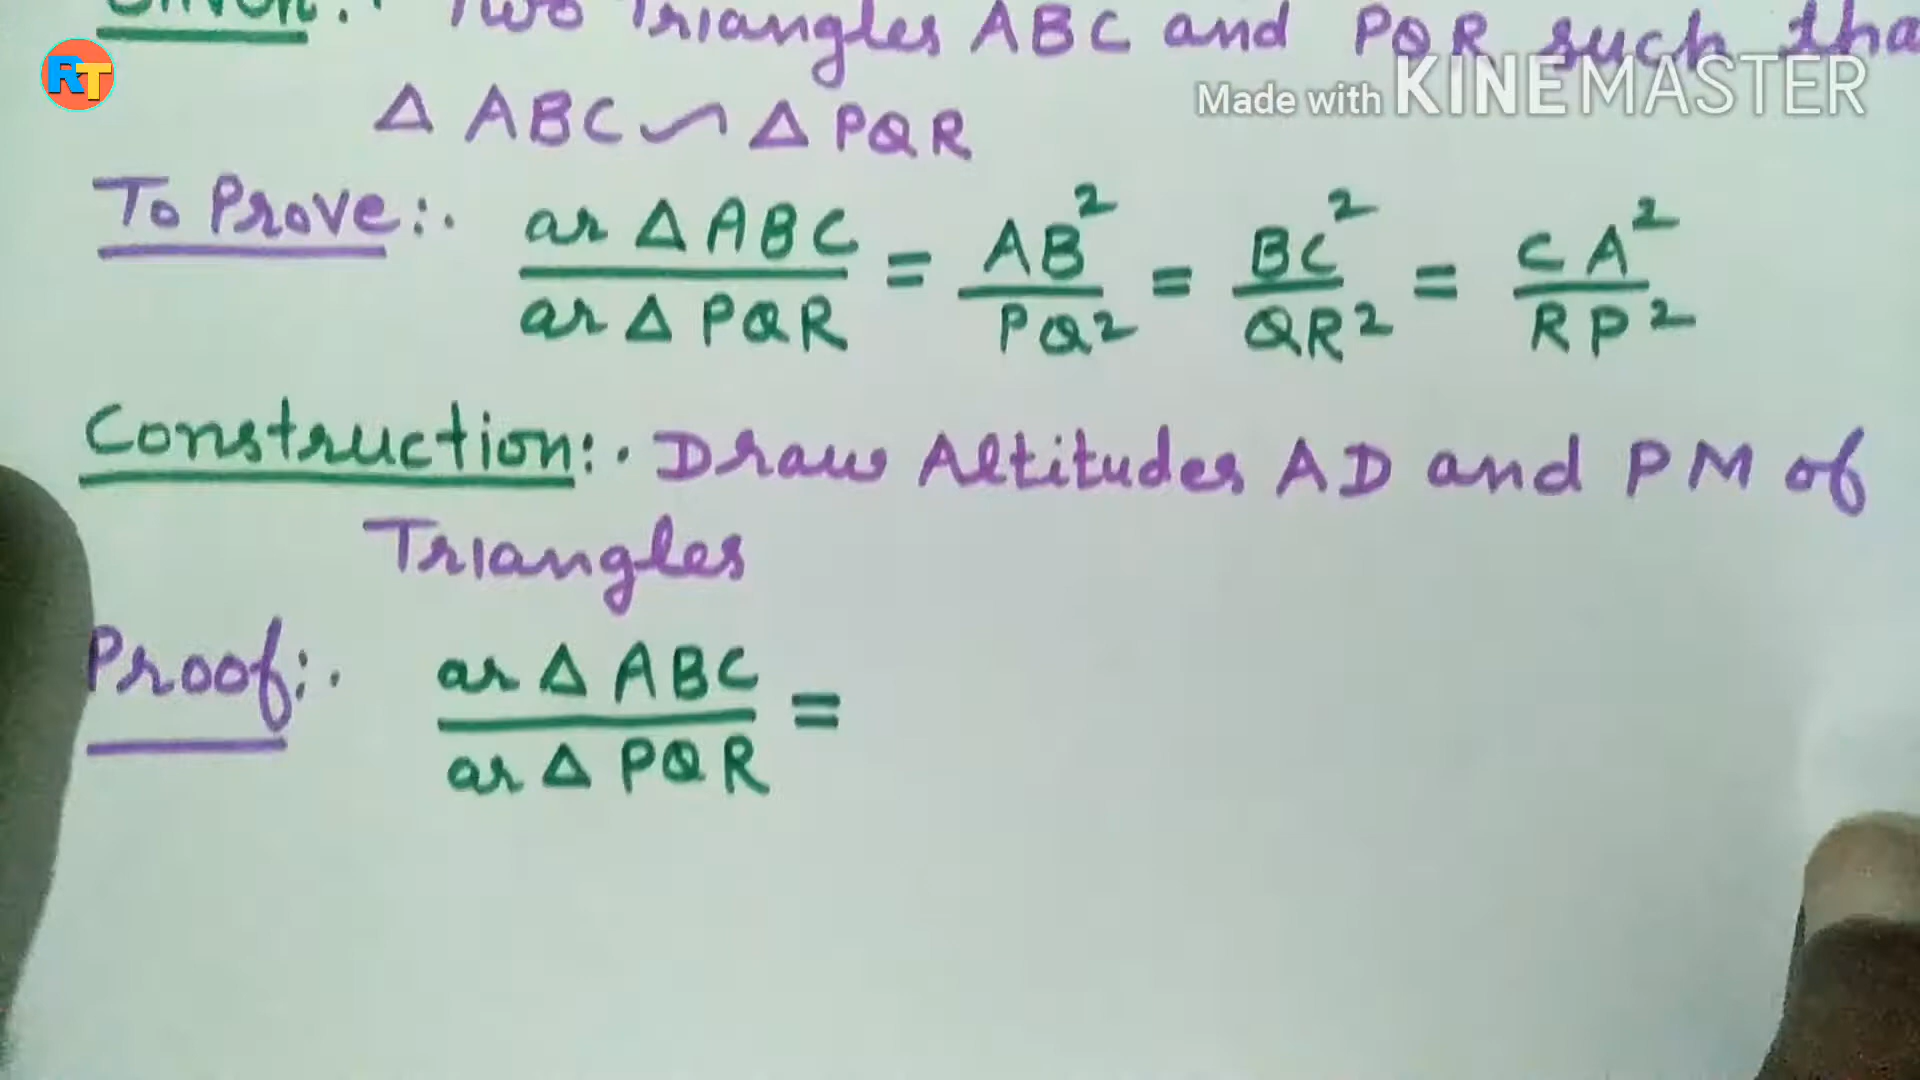 Given:. Two Triangles ABC and PQR such tha
RT
Made with KINEMASTER
Δ ABC ~ Δ PQR
To Prove:. ar Δ ABC / ar Δ PQR = AB² / PQ² = BC² / QR² = CA² / RP²
Construction:. Draw Altitudes AD and PM of
Triangles
Proof:. ar Δ ABC / ar Δ PQR =